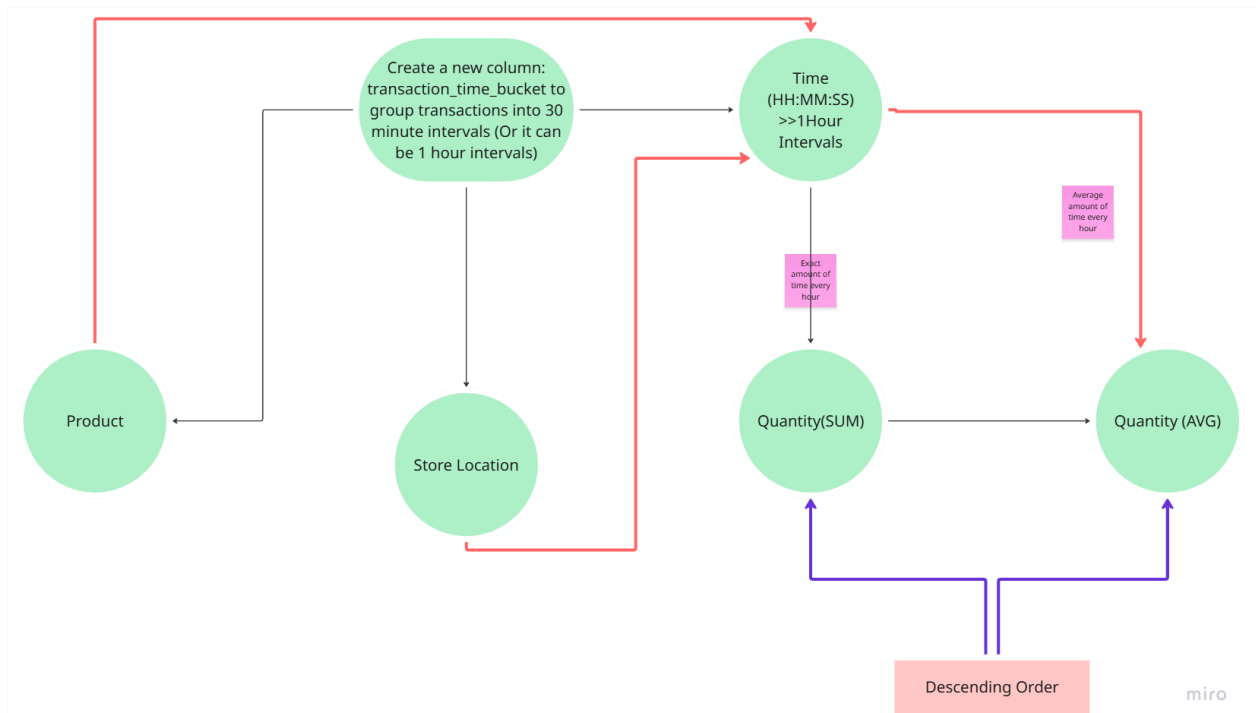 Create a new column:
transaction_time_bucket to
group transactions into 30
minute intervals (Or it can
be 1 hour intervals)
Time
(HH:MM:SS)
>>1Hour
Intervals
Average
amount of
time every
hour
Exact
amount of
time every
hour
Product
Store Location
Quantity(SUM)
Quantity (AVG)
Descending Order
miro